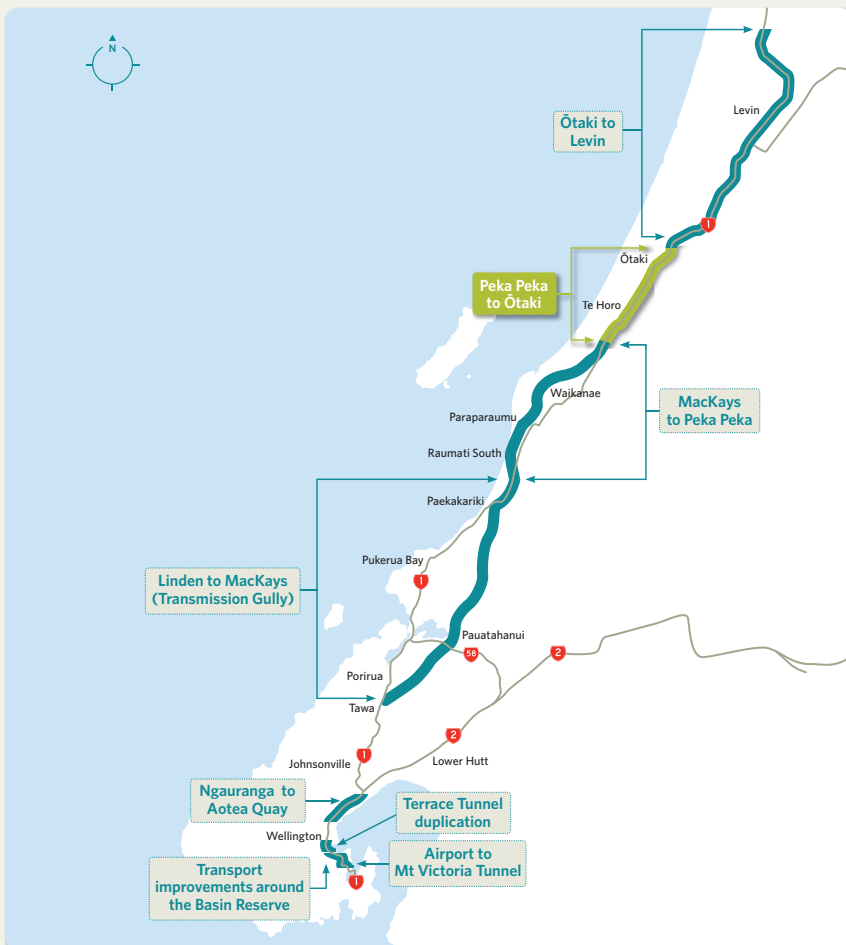 N
Levin
Ōtaki to
Levin
1
Ōtaki
Peka Peka
to Ōtaki
Te Horo
Waikanae
MacKays
to Peka Peka
Paraparaumu
Raumati South
Paekakariki
Pukerua Bay
1
Linden to MacKays
(Transmission Gully)
Pauatahanui
58
2
Porirua
Tawa
2
1
Johnsonville
Lower Hutt
Ngauranga to
Aotea Quay
Terrace Tunnel
duplication
Wellington
Airport to
Mt Victoria Tunnel
Transport
improvements around
the Basin Reserve
1